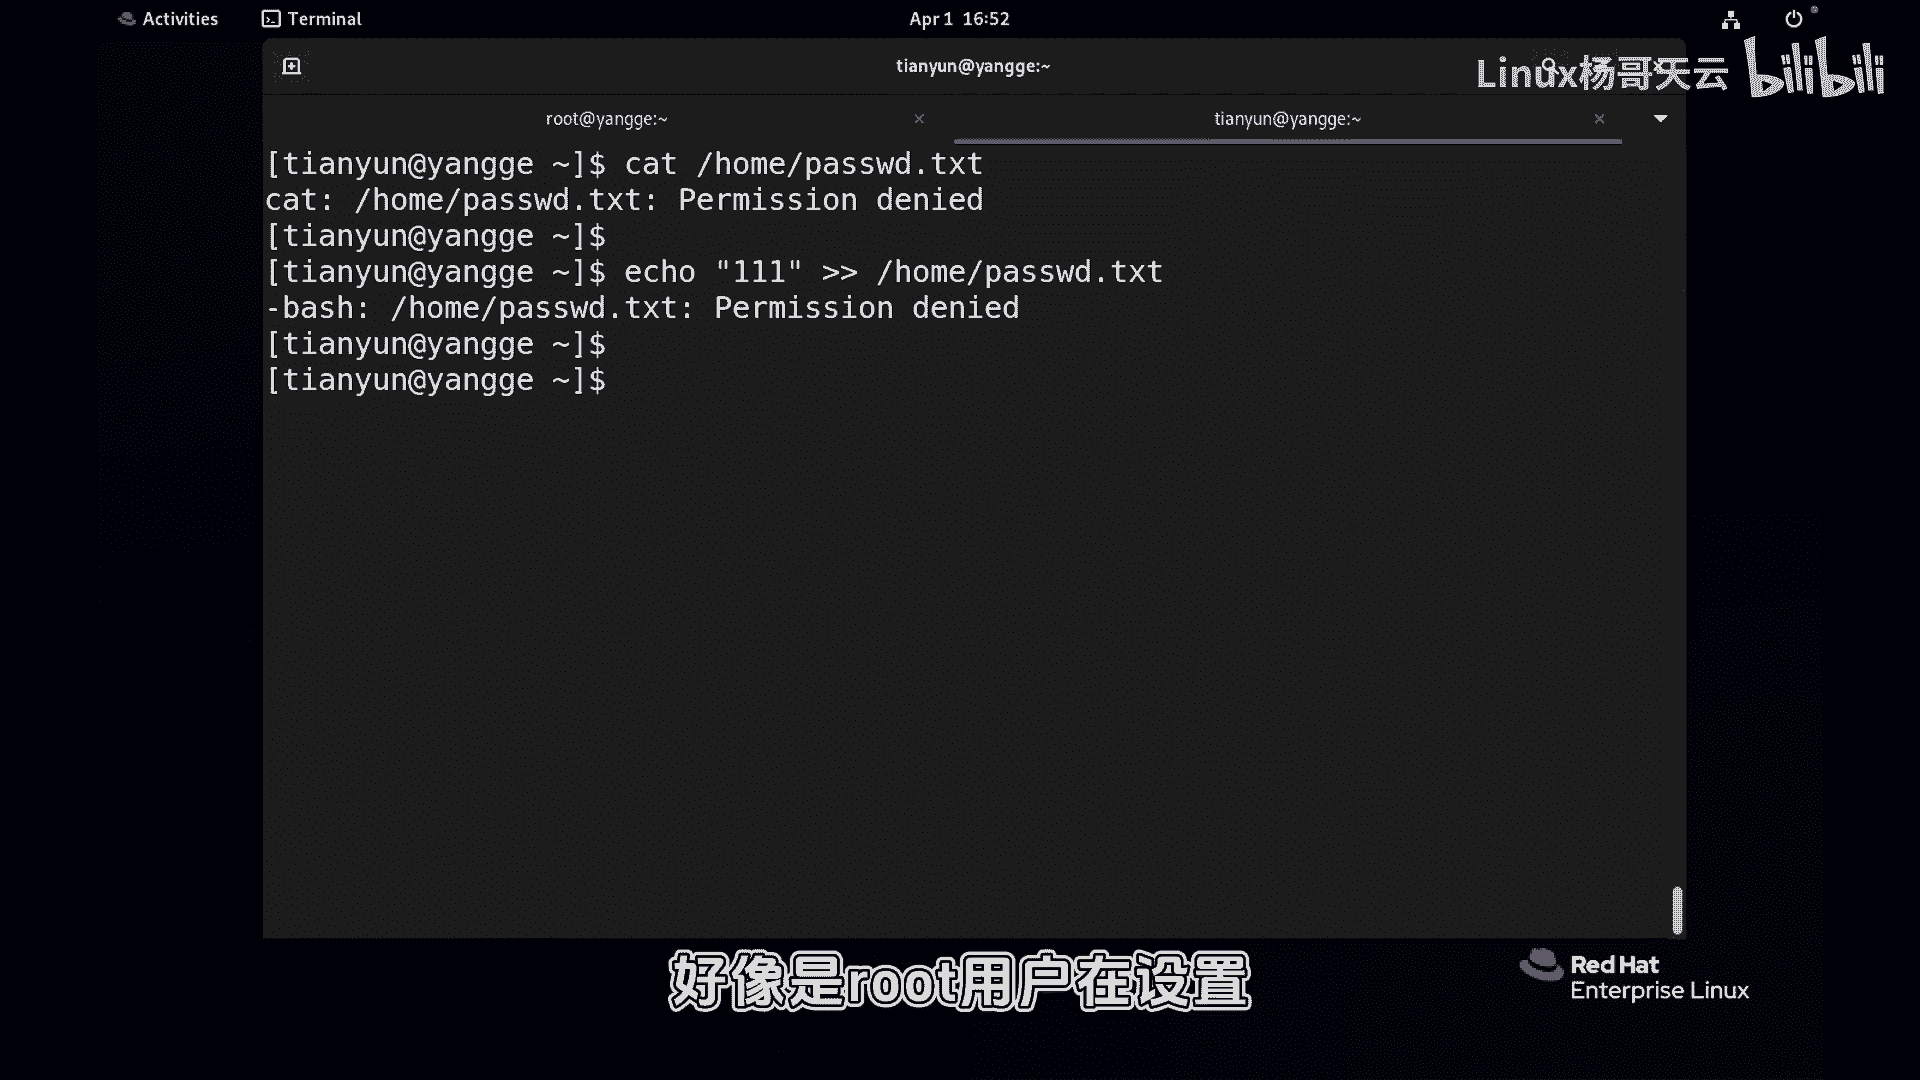 Activities
Terminal
Apr 1 16:52
tianyun@yangge:~
Linux杨哥天云 bilibili
root@yangge:~
tianyun@yangge:~
[tianyun@yangge ~]$ cat /home/passwd.txt
cat: /home/passwd.txt: Permission denied
[tianyun@yangge ~]$
[tianyun@yangge ~]$ echo "111" >> /home/passwd.txt
-bash: /home/passwd.txt: Permission denied
[tianyun@yangge ~]$
[tianyun@yangge ~]$
好像是root用户在设置
Red Hat
Enterprise Linux